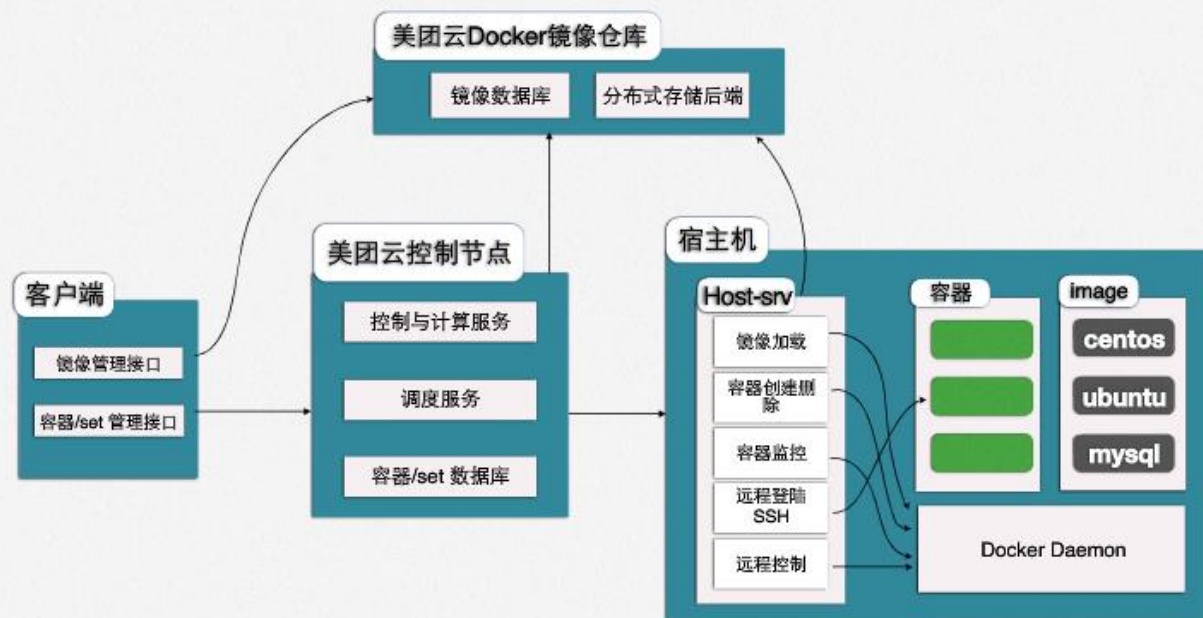 美团云Docker镜像仓库
镜像数据库
分布式存储后端
客户端
镜像管理接口
容器/set 管理接口
美团云控制节点
控制与计算服务
调度服务
容器/set 数据库
宿主机
Host-srv
镜像加载
容器创建删
除
容器监控
远程登陆
SSH
远程控制
容器
image
centos
ubuntu
mysql
Docker Daemon